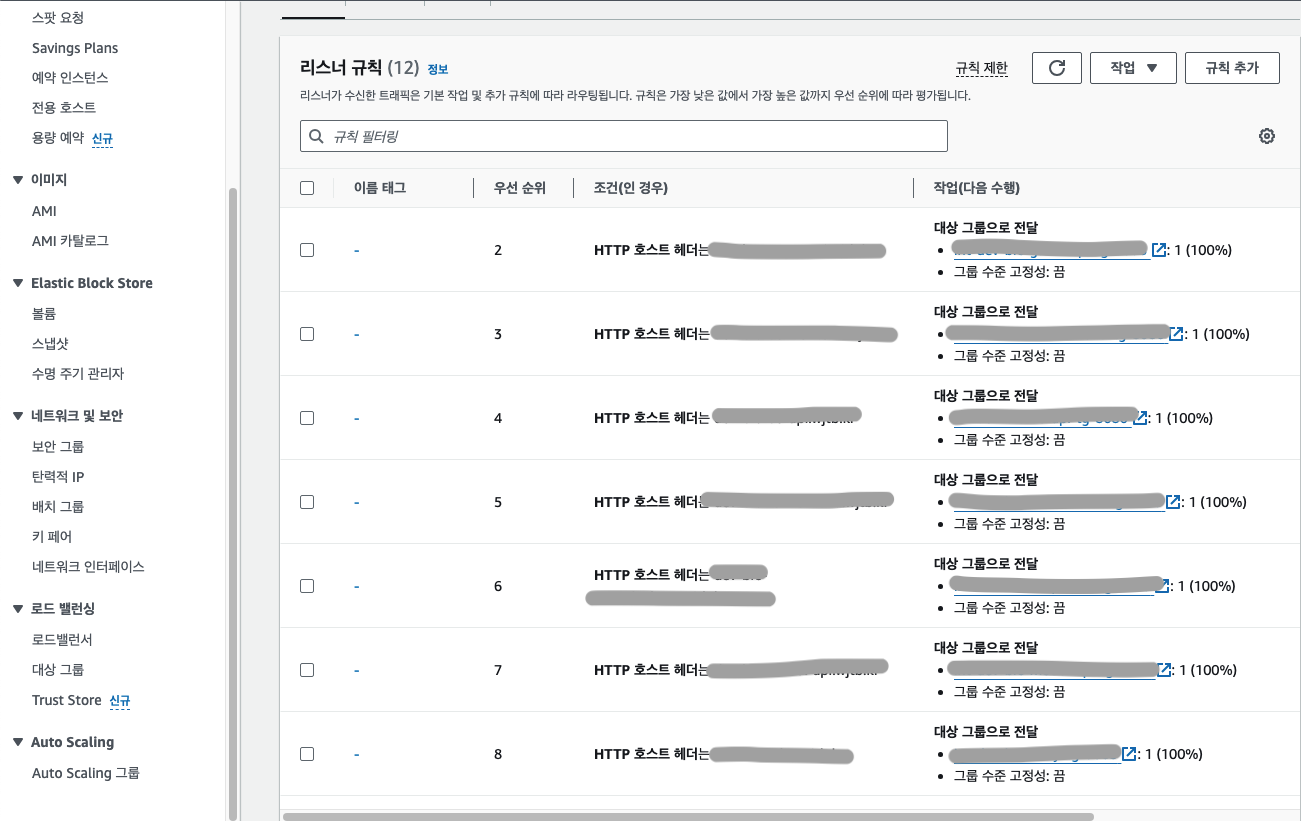 스팟 요청
Savings Plans
예약 인스턴스
전용 호스트
용량 예약 신규
이미지
AMI
AMI 카탈로그
Elastic Block Store
볼륨
스냅샷
수명 주기 관리자
네트워크 및 보안
보안 그룹
탄력적 IP
배치 그룹
키 페어
네트워크 인터페이스
로드 밸런싱
로드밸런서
대상 그룹
Trust Store 신규
Auto Scaling
Auto Scaling 그룹
리스너 규칙 (12) 정보
규칙 제한
작업
규칙 추가
리스너가 수신한 트래픽은 기본 작업 및 추가 규칙에 따라 라우팅됩니다. 규칙은 가장 낮은 값에서 가장 높은 값까지 우선 순위에 따라 평가됩니다.
규칙 필터링
이름 태그 우선 순위 조건(인 경우) 작업(다음 수행)
대상 그룹으로 전달
- 2 HTTP 호스트 헤더는 : 1 (100%)
그룹 수준 고정성: 끔
대상 그룹으로 전달
- 3 HTTP 호스트 헤더는 : 1 (100%)
그룹 수준 고정성: 끔
대상 그룹으로 전달
- 4 HTTP 호스트 헤더는 : 1 (100%)
그룹 수준 고정성: 끔
대상 그룹으로 전달
- 5 HTTP 호스트 헤더는 : 1 (100%)
그룹 수준 고정성: 끔
대상 그룹으로 전달
- 6 HTTP 호스트 헤더는 : 1 (100%)
그룹 수준 고정성: 끔
대상 그룹으로 전달
- 7 HTTP 호스트 헤더는 : 1 (100%)
그룹 수준 고정성: 끔
대상 그룹으로 전달
- 8 HTTP 호스트 헤더는 : 1 (100%)
그룹 수준 고정성: 끔